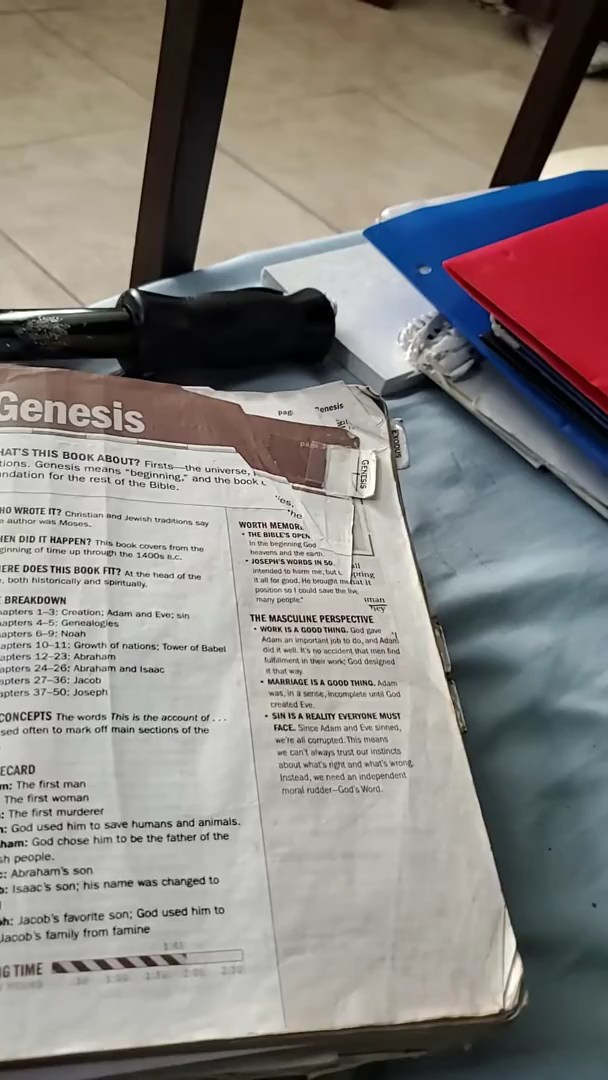 Genesis
pag
enesis
EXODUS
GENESIS
HAT'S THIS BOOK ABOUT? Firsts—the universe,
tions. Genesis means "beginning," and the book
ndation for the rest of the Bible.
HO WROTE IT? Christian and Jewish traditions say
e author was Moses.
HEN DID IT HAPPEN? This book covers from the
ginning of time up through the 1400s B.C.
HERE DOES THIS BOOK FIT? At the head of the
, both historically and spiritually.
BREAKDOWN
apters 1–3: Creation; Adam and Eve; sin
apters 4–5: Genealogies
apters 6–9: Noah
apters 10–11: Growth of nations; Tower of Babel
apters 12–23: Abraham
apters 24–26: Abraham and Isaac
apters 27–36: Jacob
apters 37–50: Joseph
CONCEPTS The words This is the account of . . .
sed often to mark off main sections of the
ECARD
m: The first man
The first woman
: The first murderer
h: God used him to save humans and animals.
ham: God chose him to be the father of the
sh people.
c: Abraham's son
b: Isaac's son; his name was changed to
ph: Jacob's favorite son; God used him to
Jacob's family from famine
G TIME
1:41
2:00
WORTH MEMOR
• THE BIBLE'S OPEN
In the beginning God
heavens and the earth.
• JOSEPH'S WORDS IN 50.
intended to harm me, but
it all for good. He brought me
position so I could save the live
many people."
THE MASCULINE PERSPECTIVE
• WORK IS A GOOD THING. God gave
Adam an important job to do, and Adam
did it well. It's no accident that men find
fulfillment in their work; God designed
it that way.
• MARRIAGE IS A GOOD THING. Adam
was, in a sense, incomplete until God
created Eve.
• SIN IS A REALITY EVERYONE MUST
FACE. Since Adam and Eve sinned,
we're all corrupted. This means
we can't always trust our instincts
about what's right and what's wrong.
Instead, we need an independent
moral rudder—God's Word.